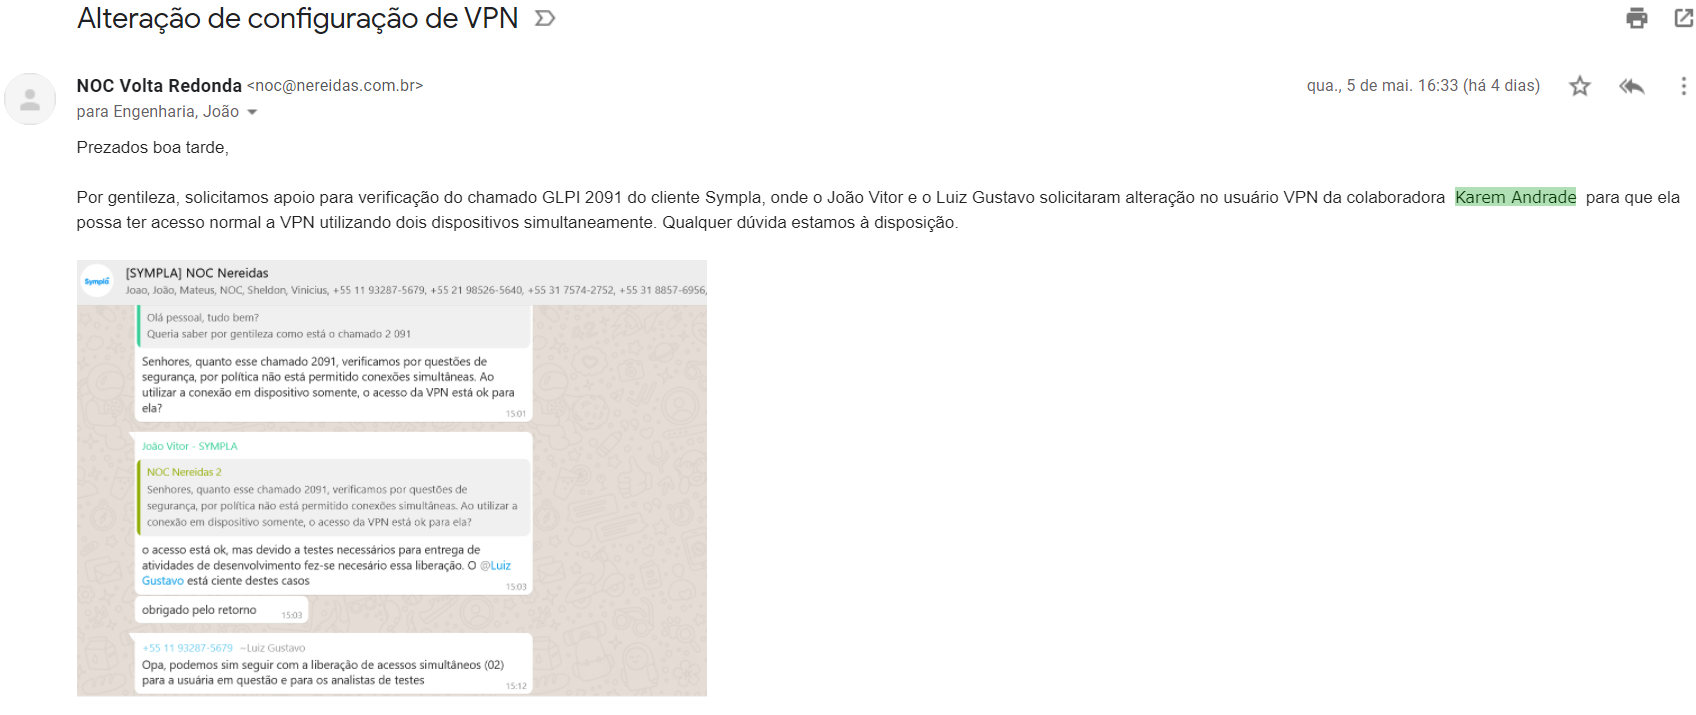 Alteração de configuração de VPN
NOC Volta Redonda <noc@nereidas.com.br>
qua., 5 de mai. 16:33 (há 4 dias)
para Engenharia, João
Prezados boa tarde,
Por gentileza, solicitamos apoio para verificação do chamado GLPI 2091 do cliente Sympla, onde o João Vitor e o Luiz Gustavo solicitaram alteração no usuário VPN da colaboradora Karem Andrade para que ela
possa ter acesso normal a VPN utilizando dois dispositivos simultaneamente. Qualquer dúvida estamos à disposição.
Sympla
[SYMPLA] NOC Nereidas
Joao, João, Mateus, NOC, Sheldon, Vinicius, +55 11 93287-5679, +55 21 98526-5640, +55 31 7574-2752, +55 31 8857-6956,
Olá pessoal, tudo bem?
Queria saber por gentileza como está o chamado 2 091
Senhores, quanto esse chamado 2091, verificamos por questões de
segurança, por política não está permitido conexões simultâneas. Ao
utilizar a conexão em dispositivo somente, o acesso da VPN está ok para
ela?
15:01
João Vitor - SYMPLA
NOC Nereidas 2
Senhores, quanto esse chamado 2091, verificamos por questões de
segurança, por política não está permitido conexões simultâneas. Ao utilizar a
conexão em dispositivo somente, o acesso da VPN está ok para ela?
o acesso está ok, mas devido a testes necessários para entrega de
atividades de desenvolvimento fez-se necesário essa liberação. O @Luiz
Gustavo está ciente destes casos
15:03
obrigado pelo retorno
15:03
+55 11 93287-5679 ~Luiz Gustavo
Opa, podemos sim seguir com a liberação de acessos simultâneos (02)
para a usuária em questão e para os analistas de testes
15:12